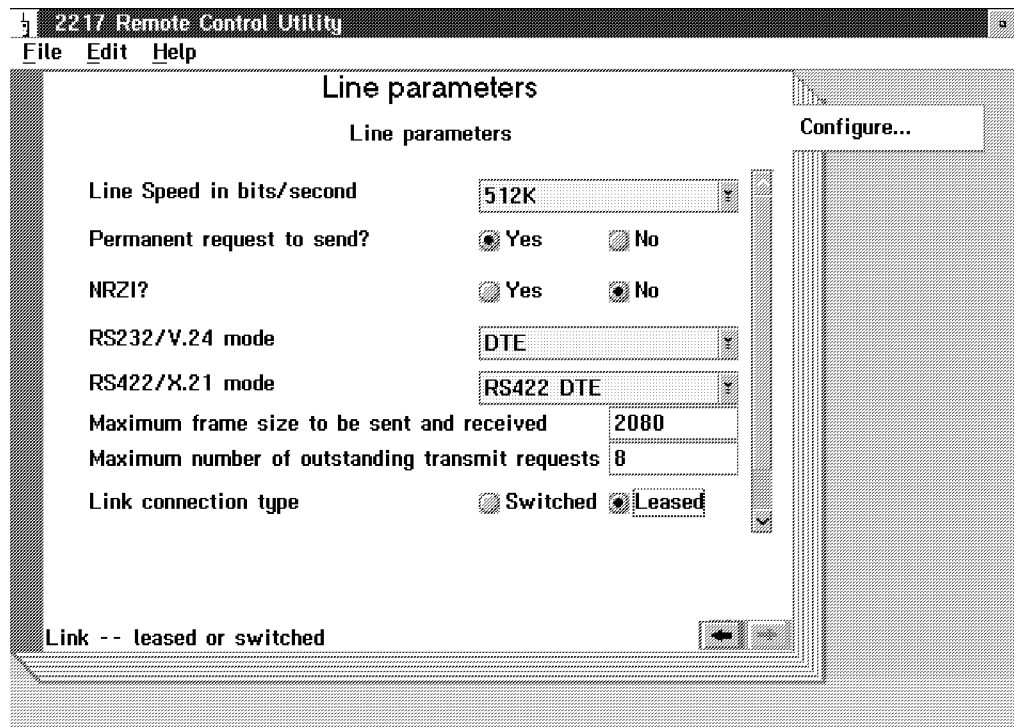 2217 Remote Control Utility
File Edit Help
Line parameters
Line parameters
Configure...
Line Speed in bits/second 512K
Permanent request to send? Yes No
NRZI? Yes No
RS232/V.24 mode DTE
RS422/X.21 mode RS422 DTE
Maximum frame size to be sent and received 2080
Maximum number of outstanding transmit requests 8
Link connection type Switched Leased
Link -- leased or switched